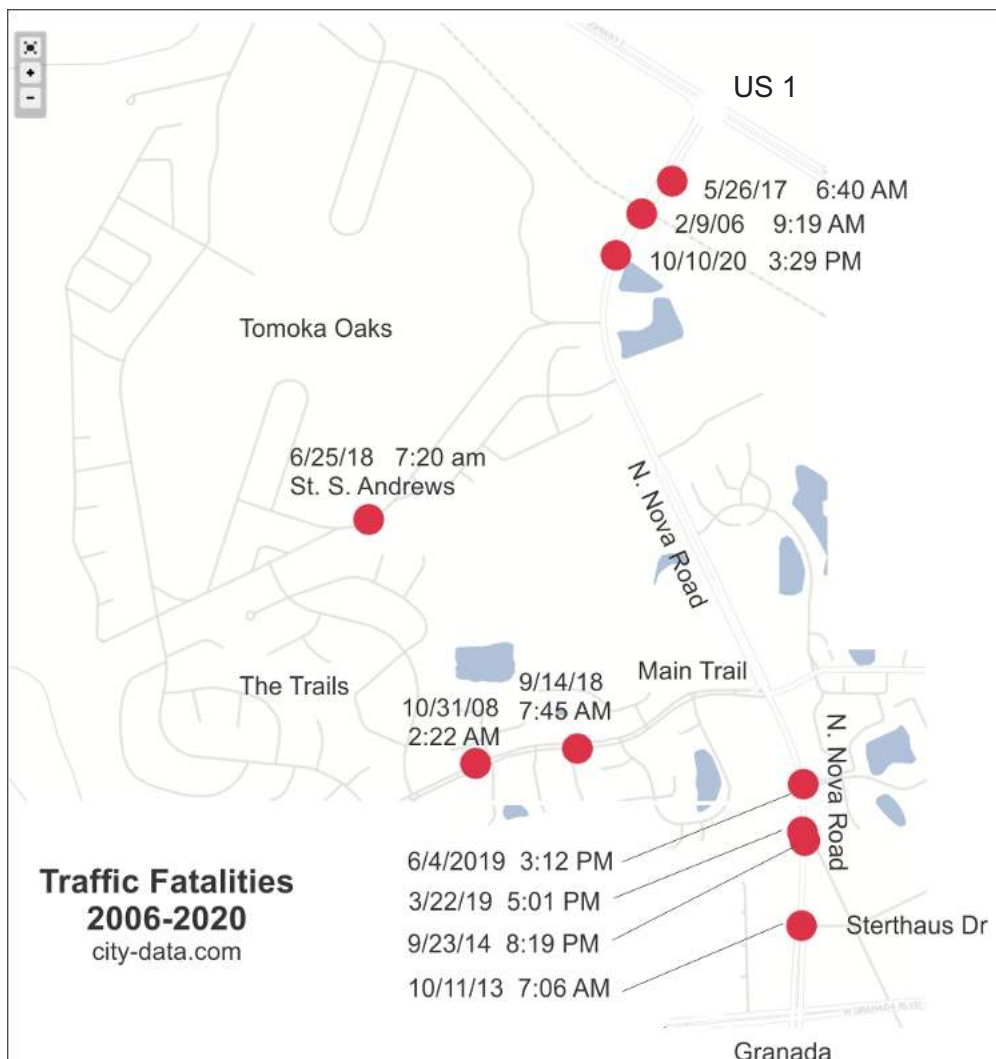 US 1
5/26/17 6:40 AM
2/9/06 9:19 AM
10/10/20 3:29 PM
Tomoka Oaks
6/25/18 7:20 am
St. S. Andrews
N. Nova Road
Main Trail
The Trails
9/14/18
7:45 AM
10/31/08
2:22 AM
N. Nova Road
6/4/2019 3:12 PM
3/22/19 5:01 PM
9/23/14 8:19 PM
10/11/13 7:06 AM
Sterthaus Dr
Traffic Fatalities
2006-2020
city-data.com
W GRANADA BLVD
Granada